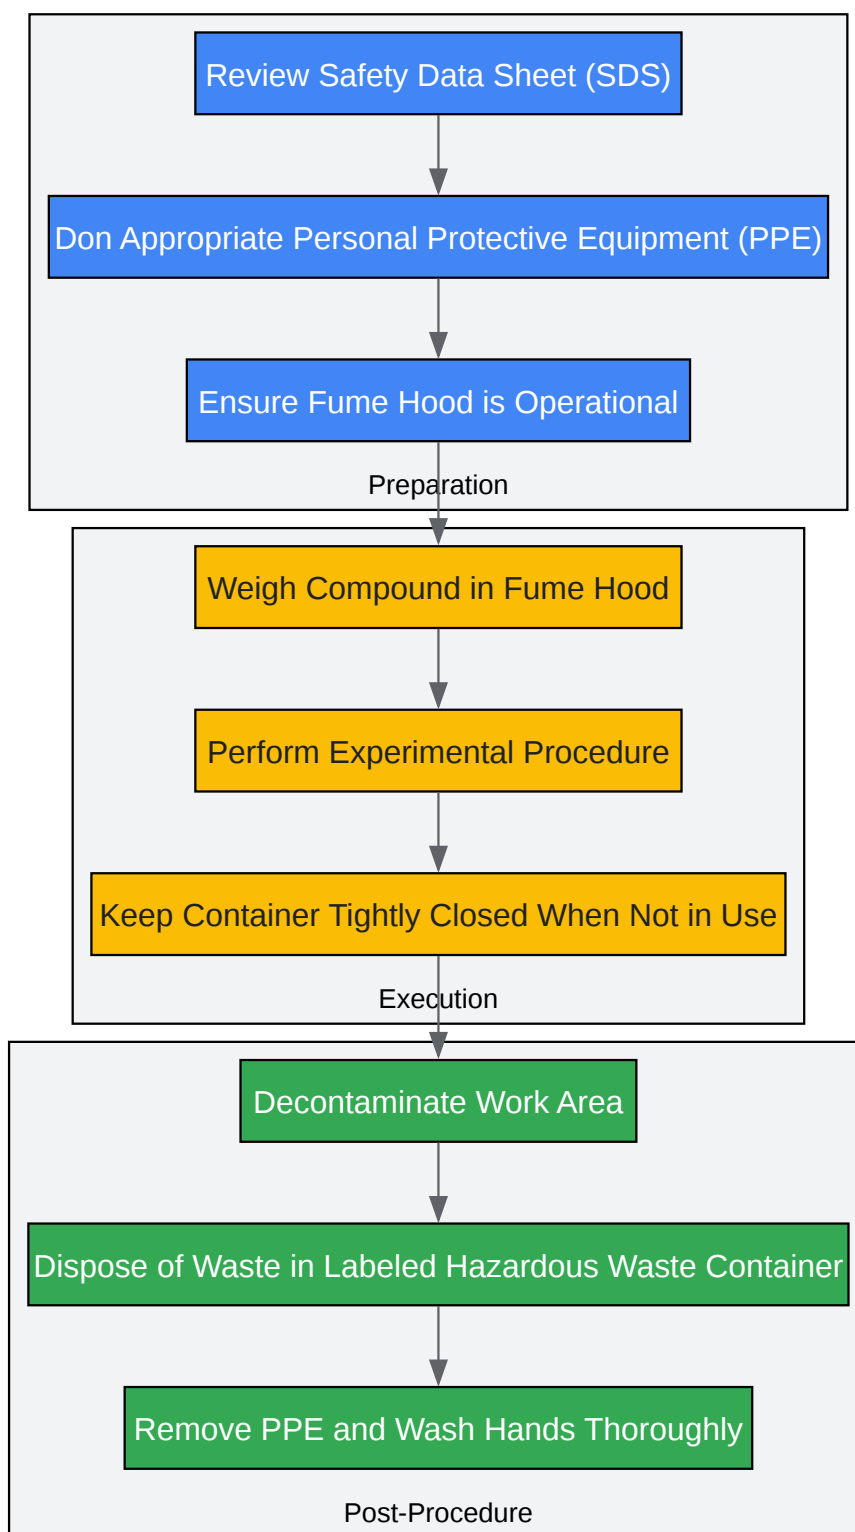 Review Safety Data Sheet (SDS)
Don Appropriate Personal Protective Equipment (PPE)
Ensure Fume Hood is Operational
Preparation
Weigh Compound in Fume Hood
Perform Experimental Procedure
Keep Container Tightly Closed When Not in Use
Execution
Decontaminate Work Area
Dispose of Waste in Labeled Hazardous Waste Container
Remove PPE and Wash Hands Thoroughly
Post-Procedure